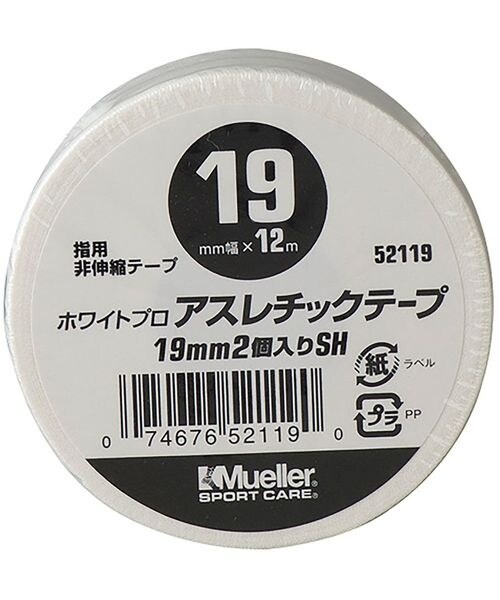 19
mm幅×12m
指用
非伸縮テープ
52119
ホワイトプロ アスレチックテープ
19mm2個入りSH
紙 ラベル
プラ PP
0 74676 52119 0
Mueller®
SPORT CARE®